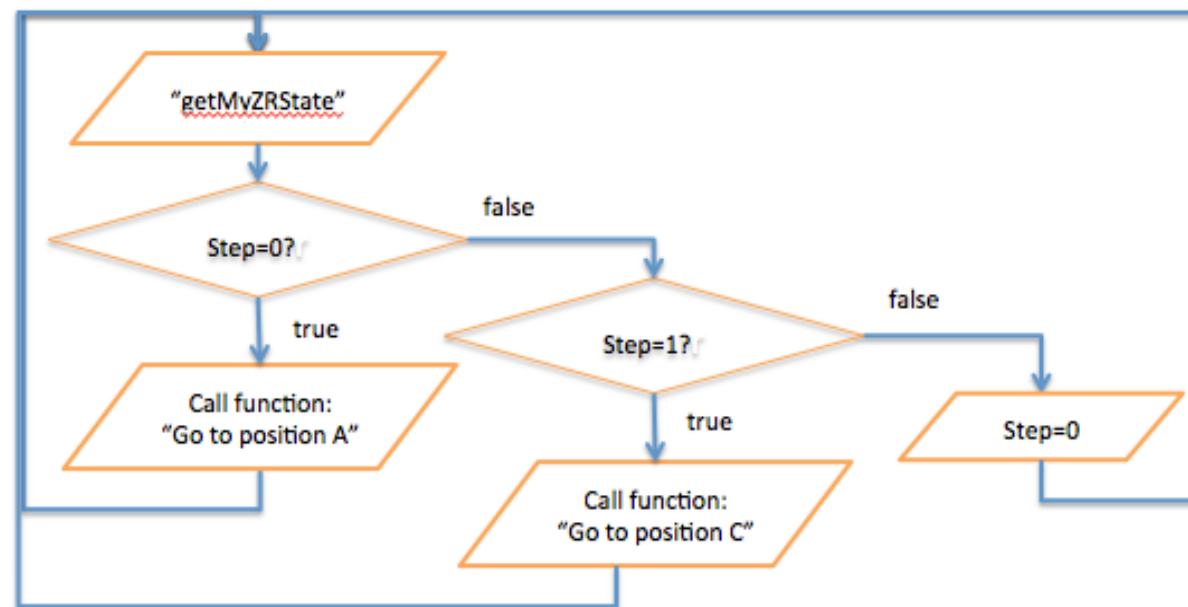 “getMyZRState”
false
Step=0?
false
true
Step=1?
Call function:
“Go to position A”
true
Step=0
Call function:
“Go to position C”